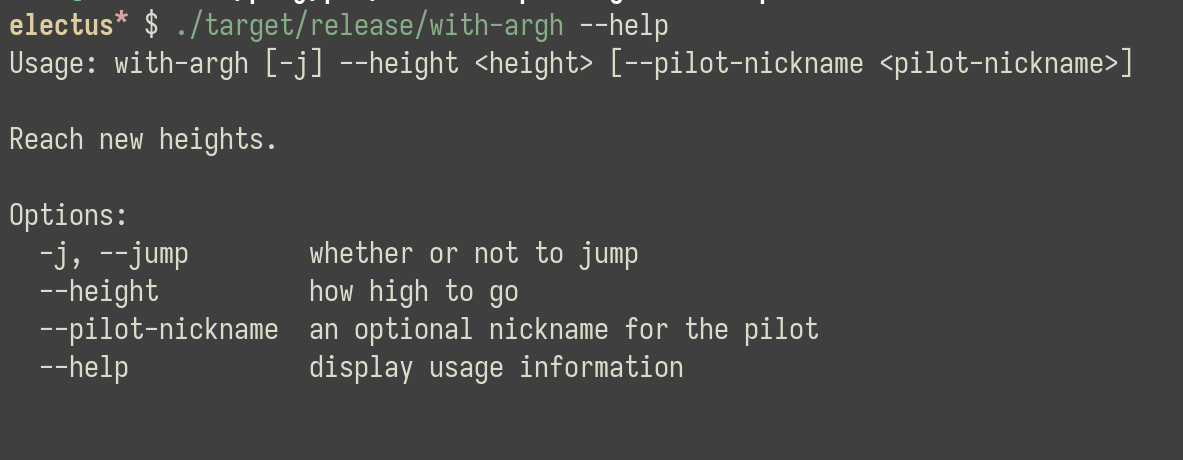 electus* $ ./target/release/with-argh --help
Usage: with-argh [-j] --height <height> [--pilot-nickname <pilot-nickname>]
Reach new heights.
Options:
-j, --jump whether or not to jump
--height how high to go
--pilot-nickname an optional nickname for the pilot
--help display usage information